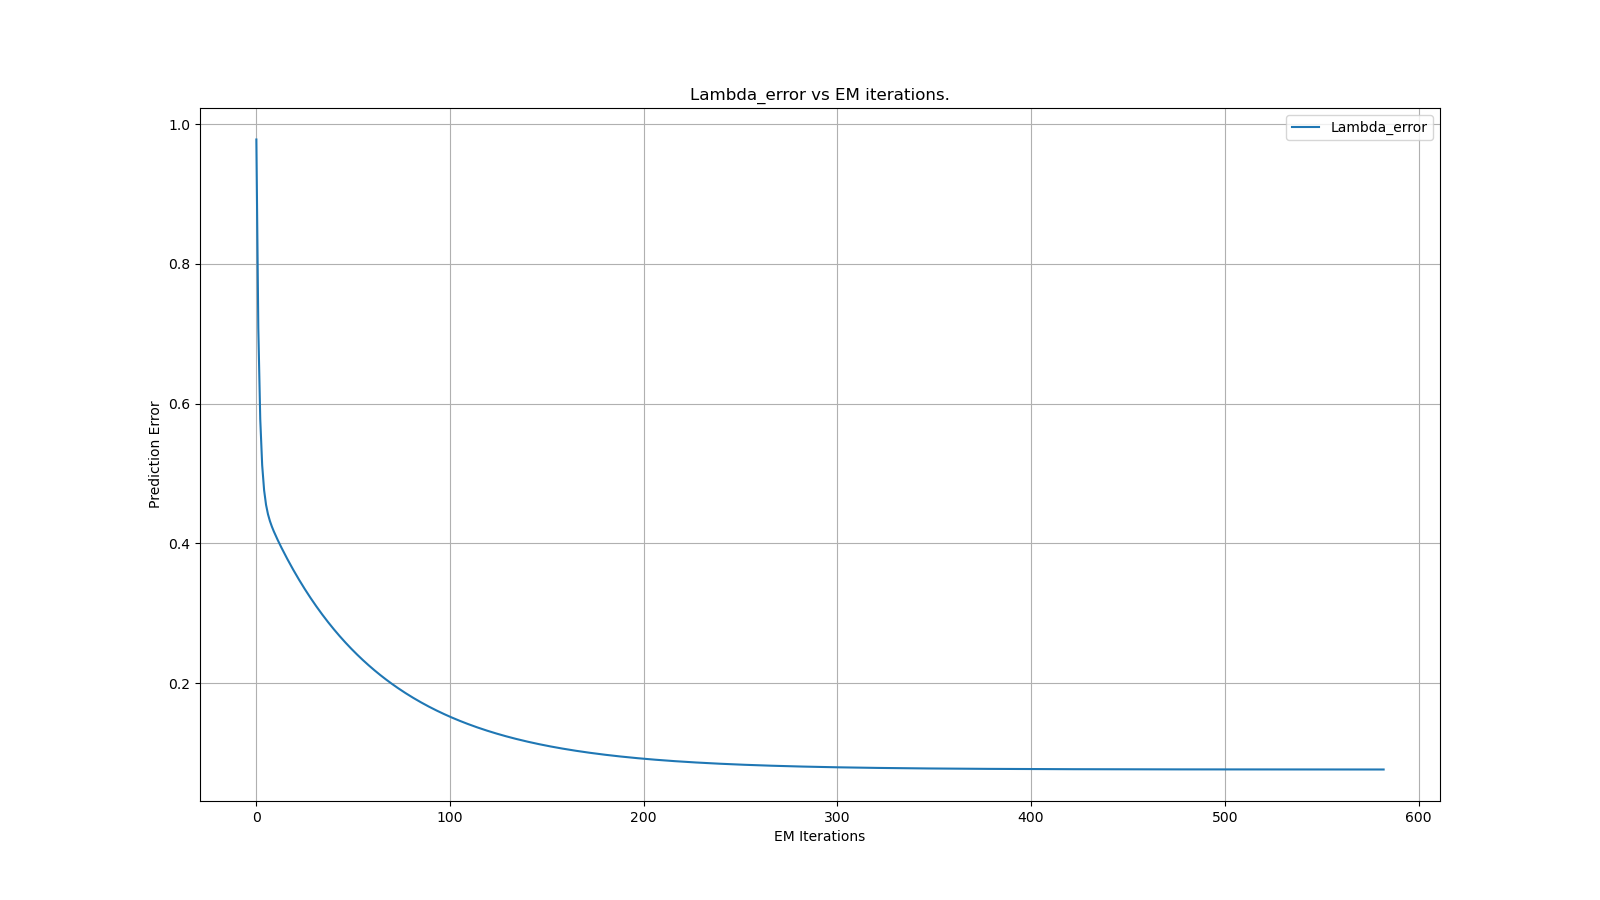 Lambda_error vs EM iterations.
Lambda_error
1.0
0.8
0.6
0.4
0.2
Prediction Error
0 100 200 300 400 500 600
EM Iterations